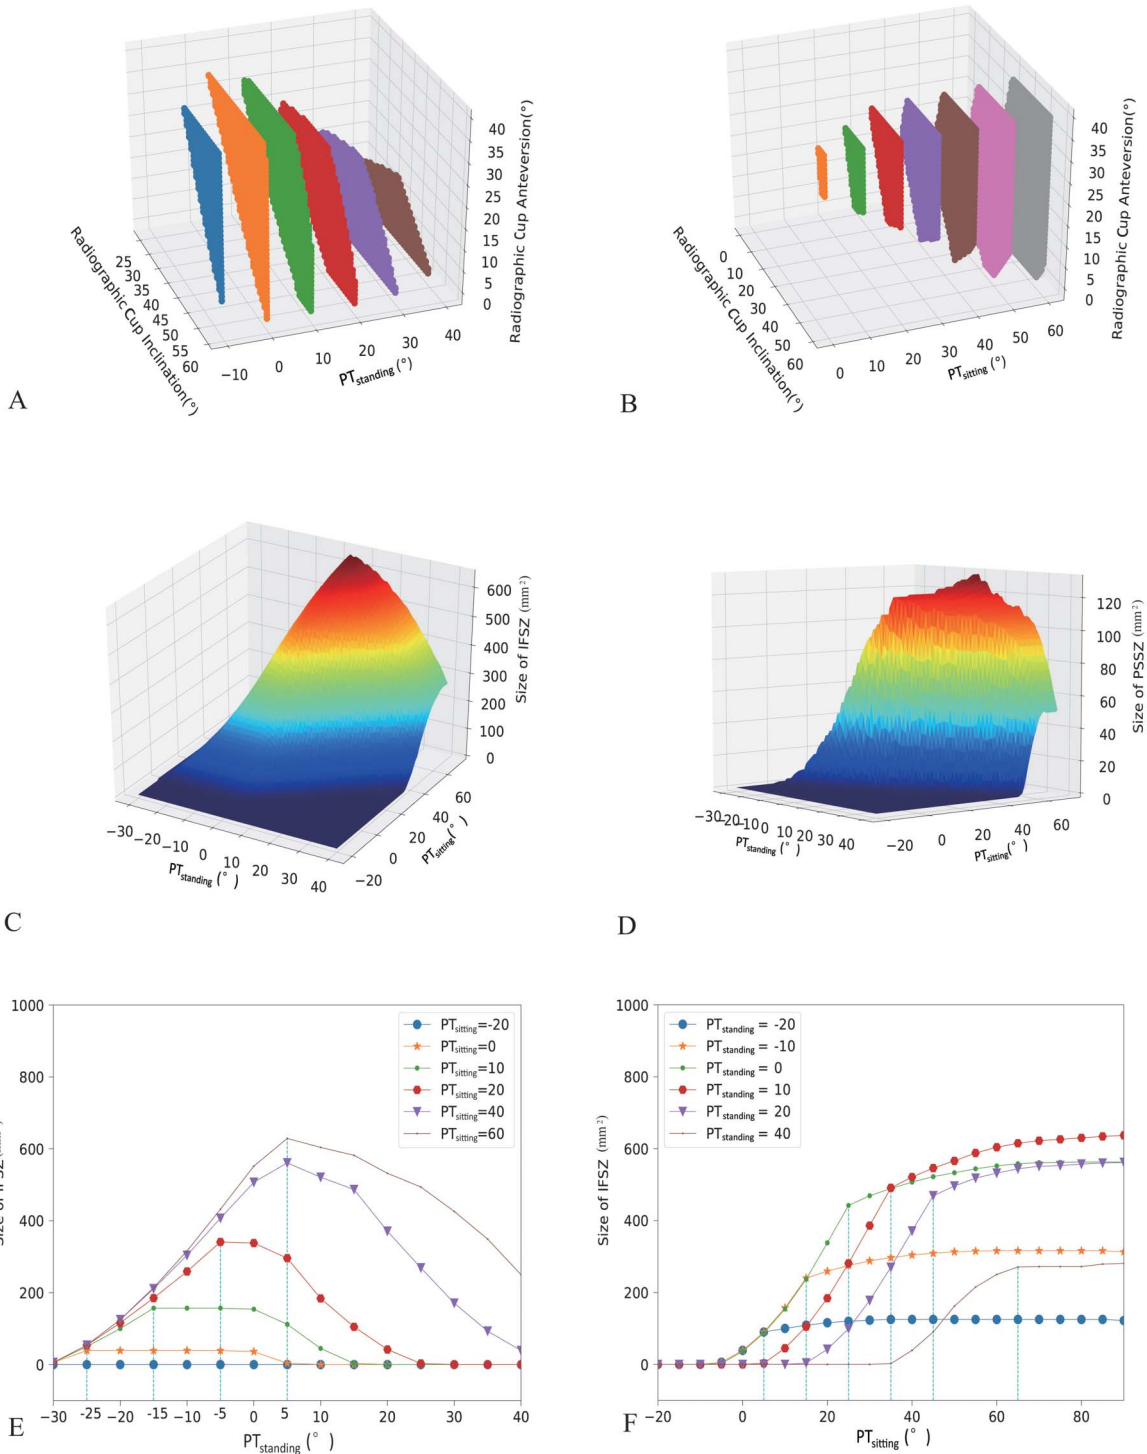 Radiographic Cup Anteversion(°)
40
35
30
25
20
15
10
5
0
Radiographic Cup Inclination(°)
25
30
35
40
45
50
55
60
−10
0
10
20
30
40
PTstanding (°)
A
Radiographic Cup Anteversion(°)
40
35
30
25
20
15
10
5
0
Radiographic Cup Inclination(°)
0
10
20
30
40
50
60
0
10
20
30
40
50
60
PTsitting (°)
B
Size of IFSZ (mm²)
600
500
400
300
200
100
0
−30
−20
−10
0
10
20
30
40
PTstanding (°)
−20
0
20
40
60
PTsitting(°)
C
Size of PSSZ (mm²)
120
100
80
60
40
20
0
−30
−20
−10
0
10
20
30
40
PTstanding (°)
−20
0
20
40
60
PTsitting(°)
D
1000
800
600
400
200
0
Size of IFSZ (mm²)
PTsitting=-20
PTsitting=0
PTsitting=10
PTsitting=20
PTsitting=40
PTsitting=60
−30 −25 −20 −15 −10 −5 0 5 10 20 30 40
PTstanding (°)
E
1000
800
600
400
200
0
Size of IFSZ (mm²)
PTstanding = -20
PTstanding = -10
PTstanding = 0
PTstanding = 10
PTstanding = 20
PTstanding = 40
−20 0 20 40 60 80
PTsitting (°)
F